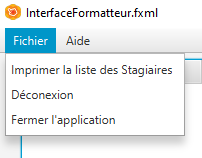 InterfaceFormatteur.fxml
Fichier Aide
Imprimer la liste des Stagiaires
Déconexion
Fermer l'application